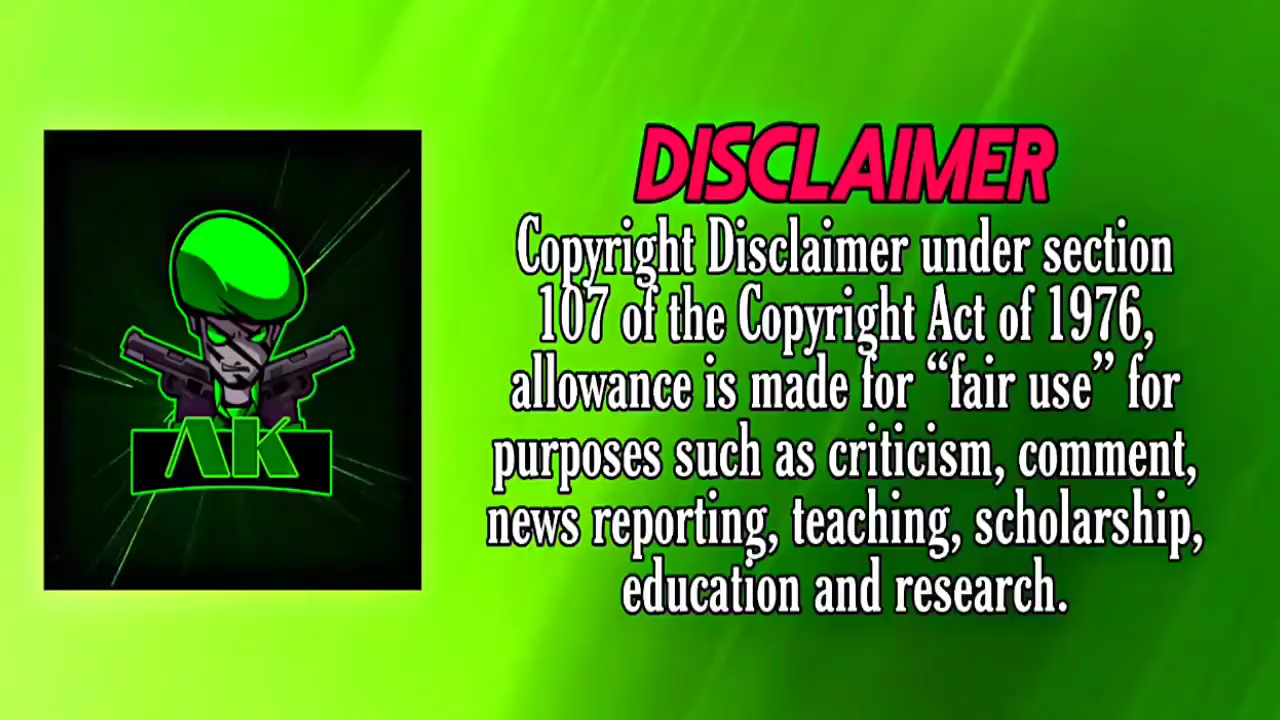 AK
DISCLAIMER
Copyright Disclaimer under section
107 of the Copyright Act of 1976,
allowance is made for “fair use” for
purposes such as criticism, comment,
news reporting, teaching, scholarship,
education and research.